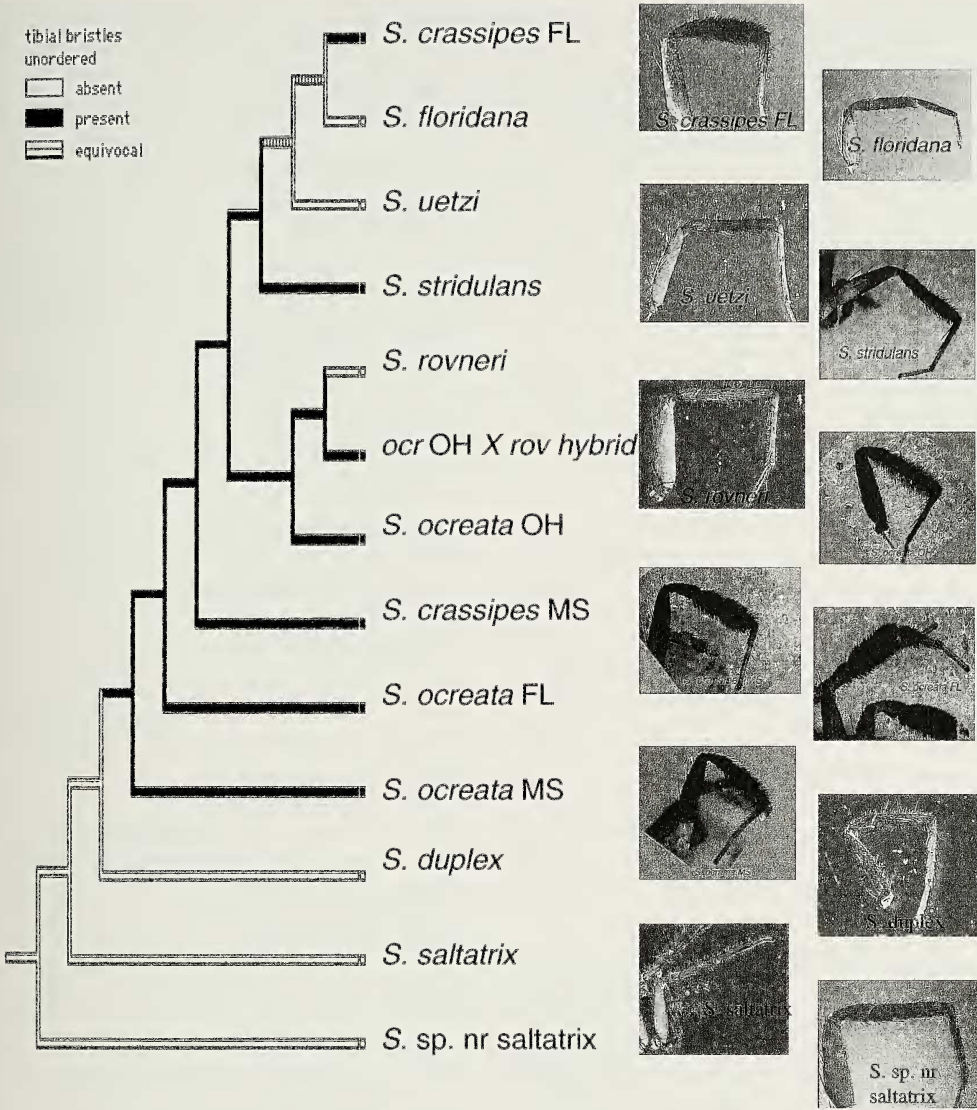 tibial bristles
unordered
absent
present
equivocal
S. crassipes FL
S. floridana
S. uetzi
S. stridulans
S. rovneri
ocr OH X rov hybrid
S. ocreata OH
S. crassipes MS
S. ocreata FL
S. ocreata MS
S. duplex
S. saltatrix
S. sp. nr saltatrix
S. crassipes FL
S. floridana
S. uetzi
S. stridulans
S. rovneri
S. ocreata FL
S. duplex
S. saltatrix
S. sp. nr
saltatrix